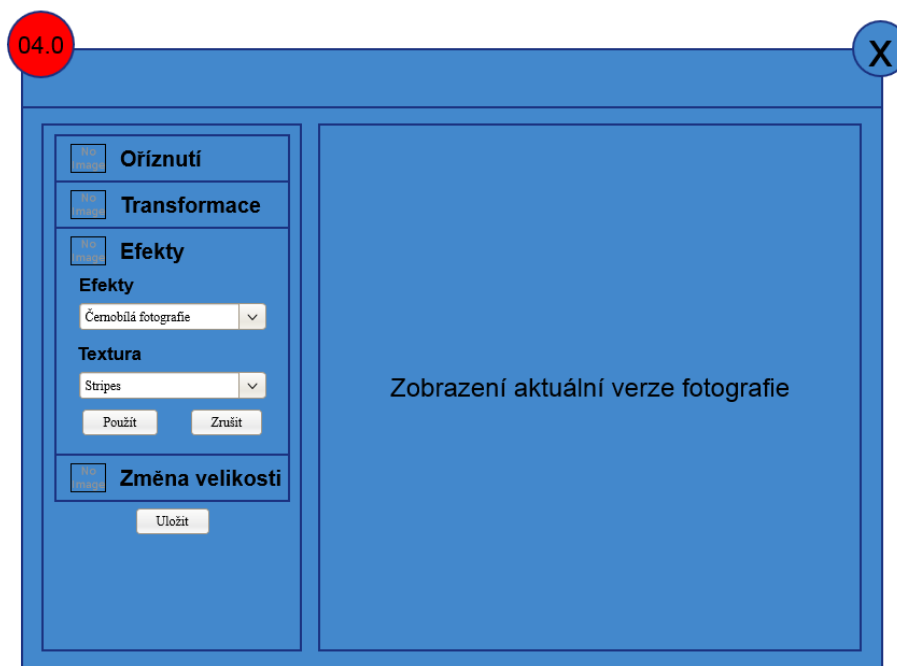 04.0
X
No
Image
Oříznutí
No
Image
Transformace
No
Image
Efekty
Efekty
Černobílá fotografie
Textura
Stripes
Použít
Zrušit
No
Image
Změna velikosti
Uložit
Zobrazení aktuální verze fotografie